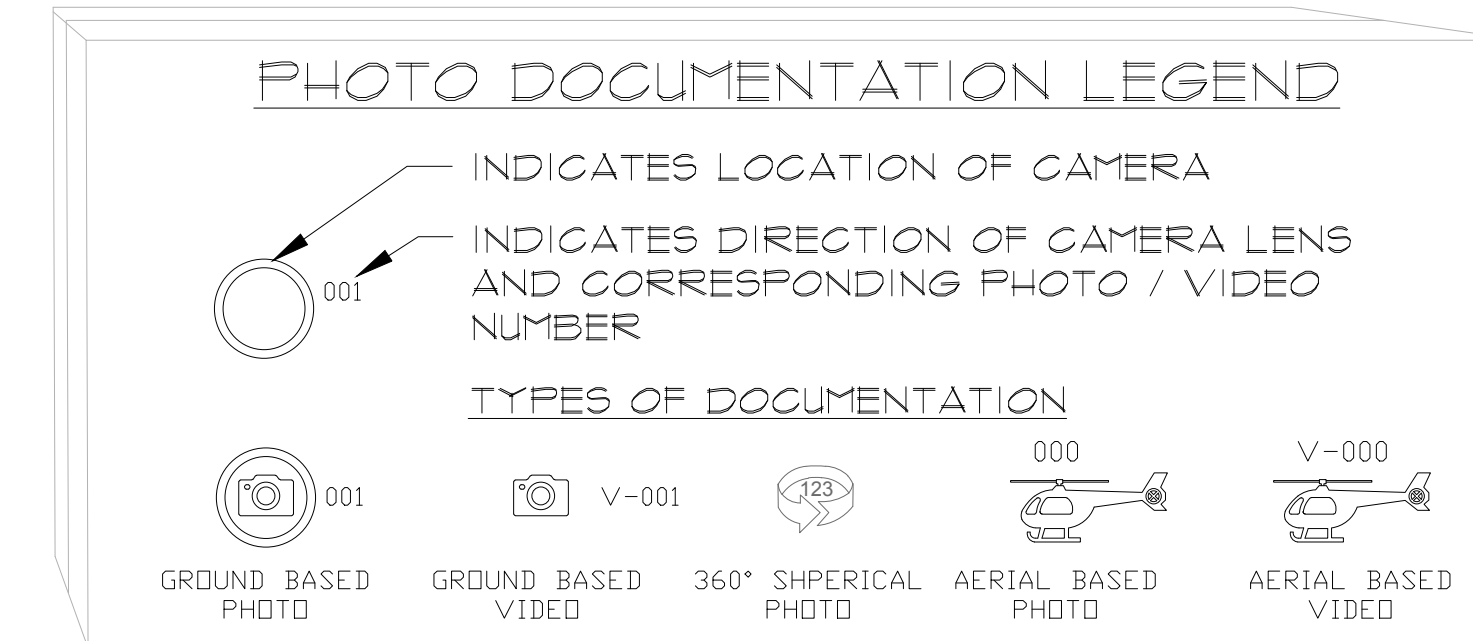 PHOTO DOCUMENTATION LEGEND
INDICATES LOCATION OF CAMERA
001
INDICATES DIRECTION OF CAMERA LENS
AND CORRESPONDING PHOTO / VIDEO
NUMBER
TYPES OF DOCUMENTATION
001
GROUND BASED
PHOTO
V-001
GROUND BASED
VIDEO
123
360° SHPERICAL
PHOTO
000
AERIAL BASED
PHOTO
V-000
AERIAL BASED
VIDEO